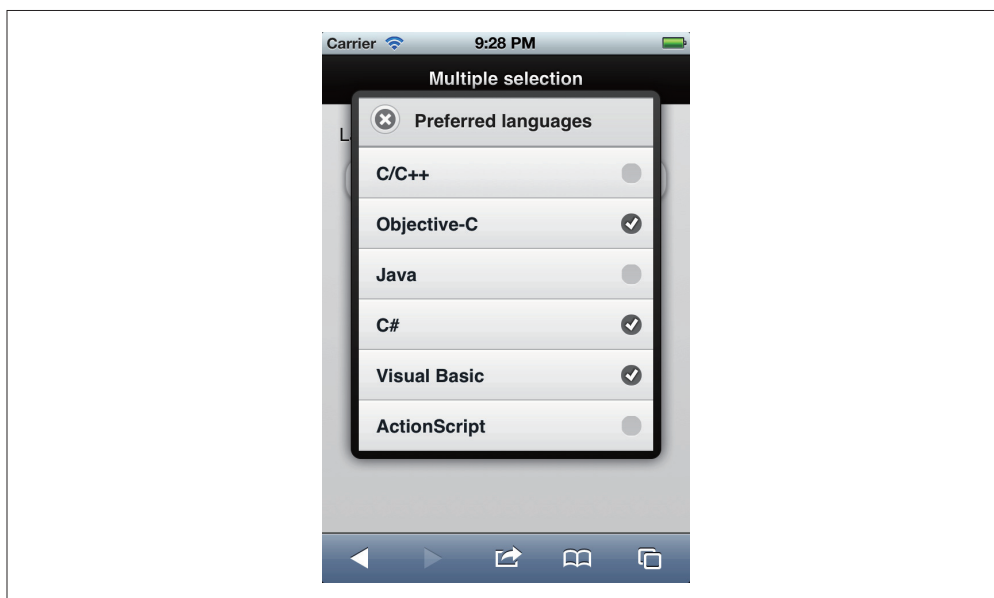 Carrier 9:28 PM
Multiple selection
Preferred languages
C/C++
Objective-C
Java
C#
Visual Basic
ActionScript